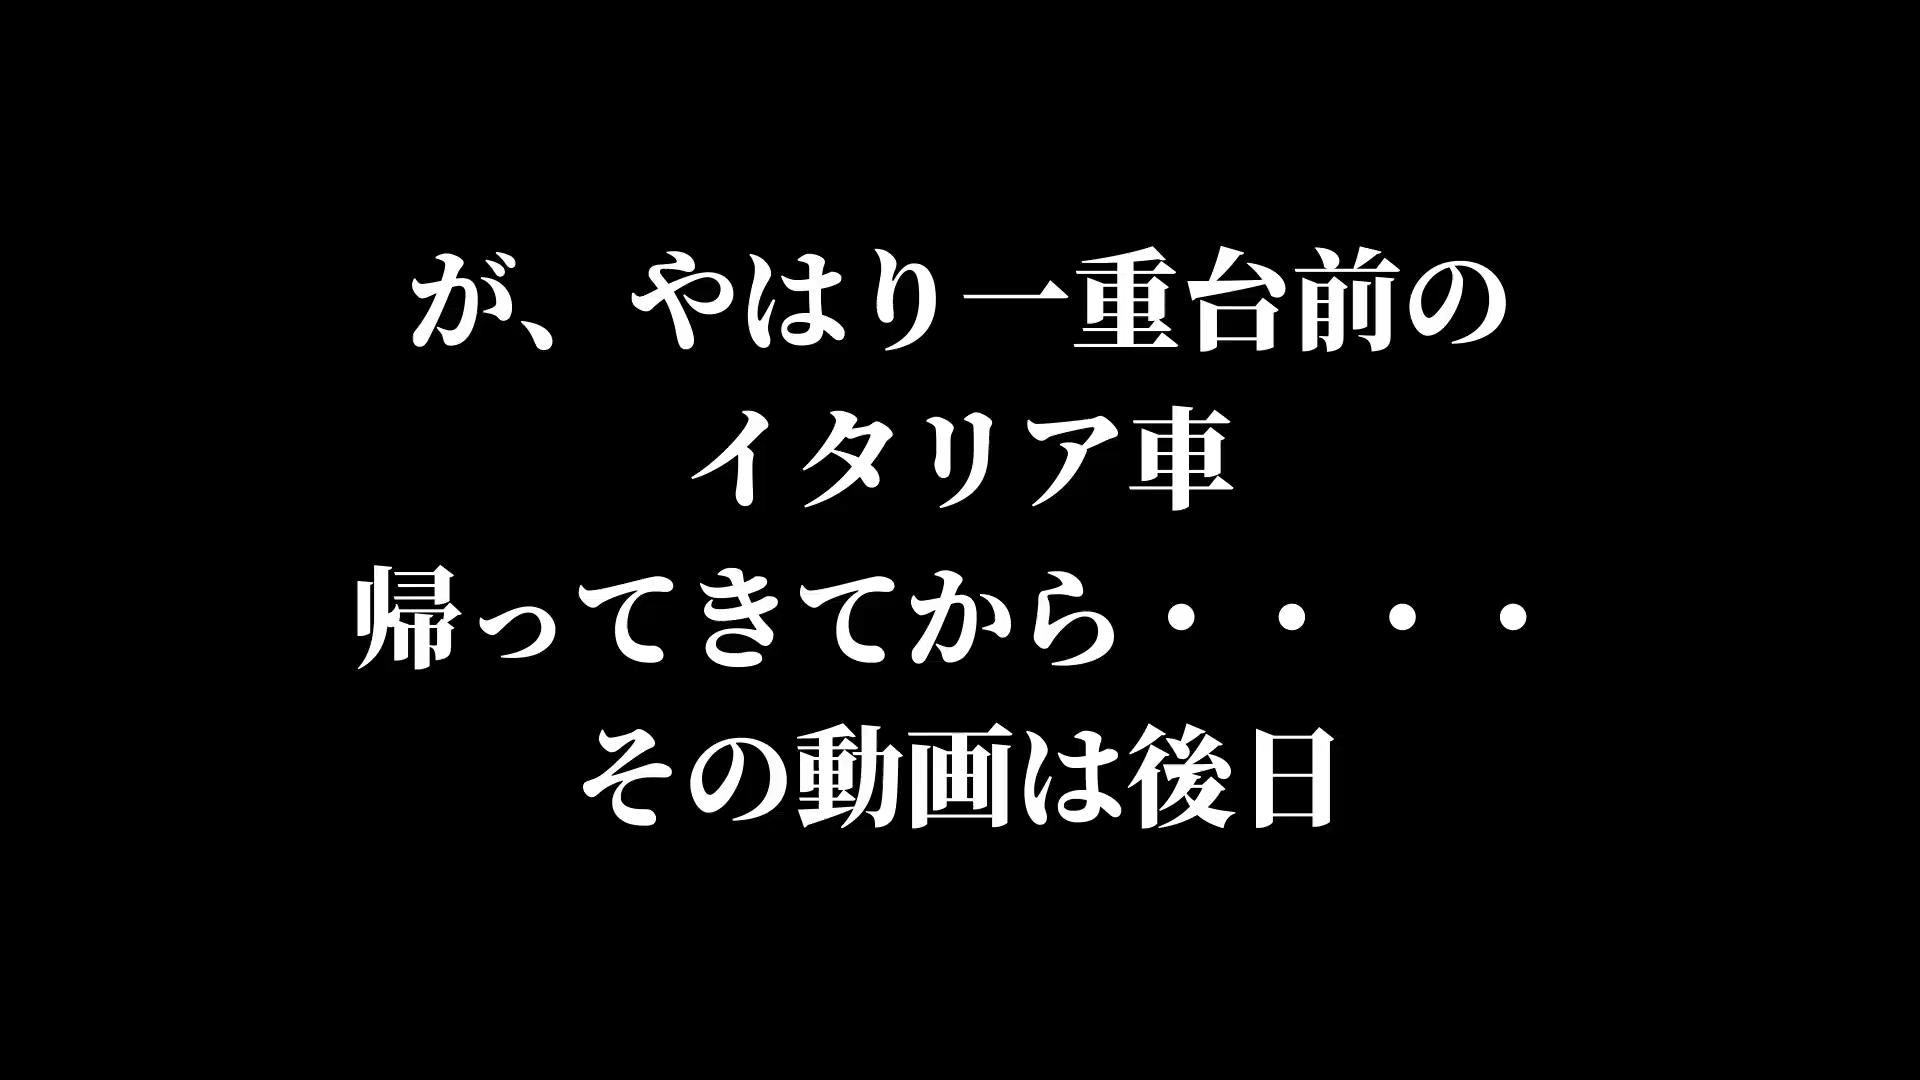 が、やはり一重台前の
イタリア車
帰ってきてから・・・・
その動画は後日